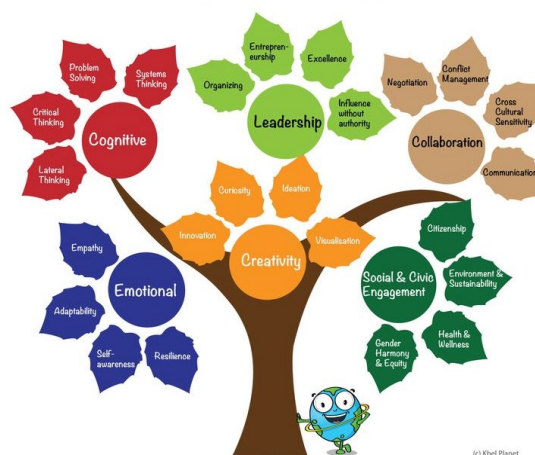 Problem
Solving
Systems
Thinking
Critical
Thinking
Lateral
Thinking
Cognitive
Entrepren-
eurship
Excellence
Organizing
Influence
without
authority
Leadership
Negotiation
Conflict
Management
Cross
Cultural
Sensitivity
Communication
Collaboration
Curiosity
Ideation
Innovation
Visualisation
Creativity
Empathy
Adaptability
Self-
awareness
Resilience
Emotional
Citizenship
Environment &
Sustainability
Health &
Wellness
Gender
Harmony
& Equity
Social & Civic
Engagement
(c) Khel Planet